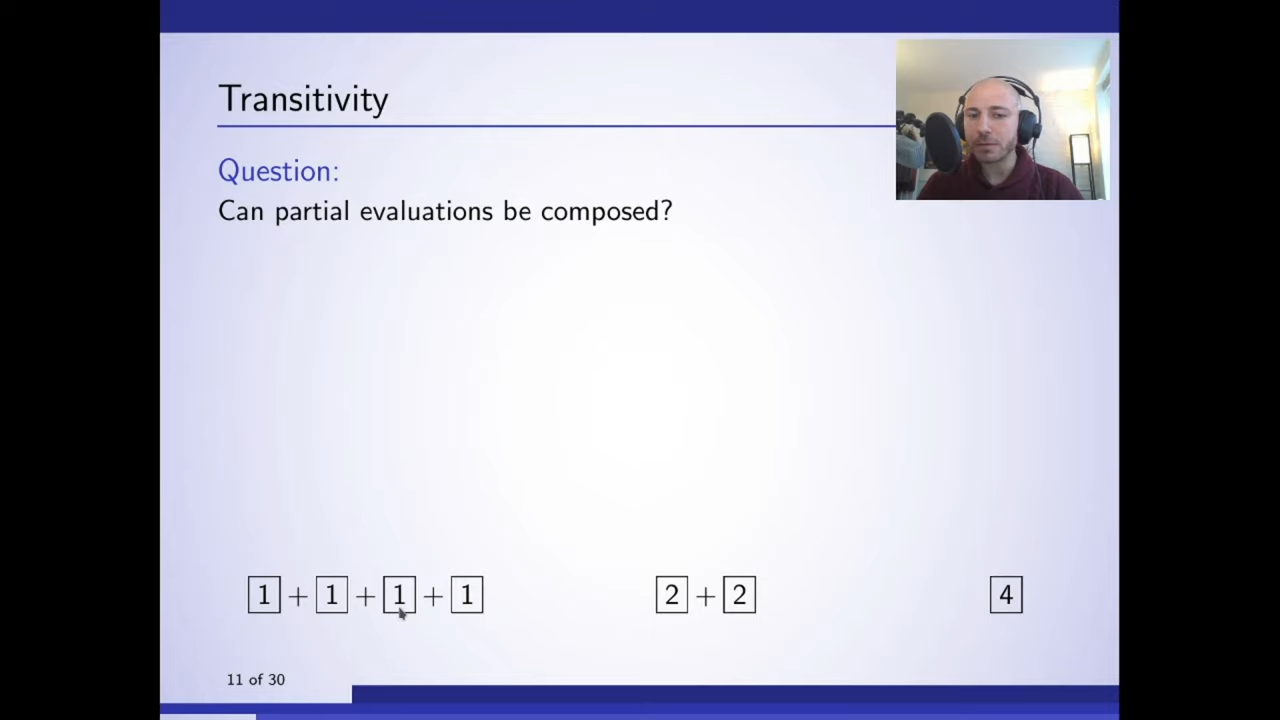 Transitivity
Question:
Can partial evaluations be composed?
1 + 1 + 1 + 1 2 + 2 4
11 of 30